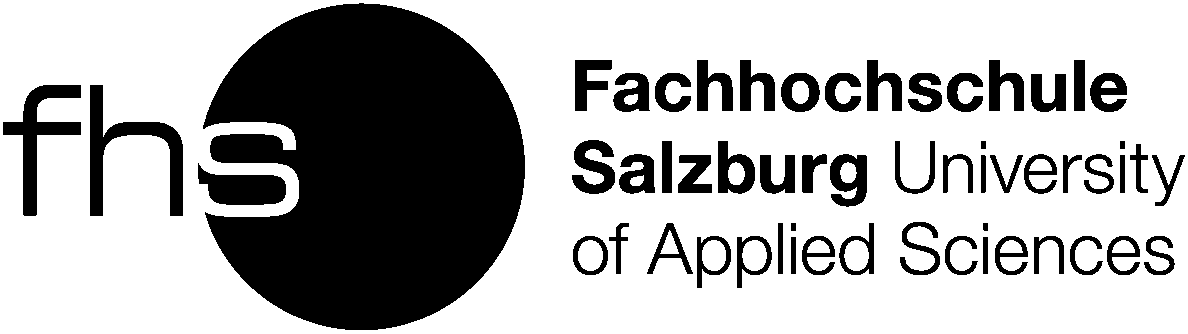 fhs
Fachhochschule
Salzburg University
of Applied Sciences